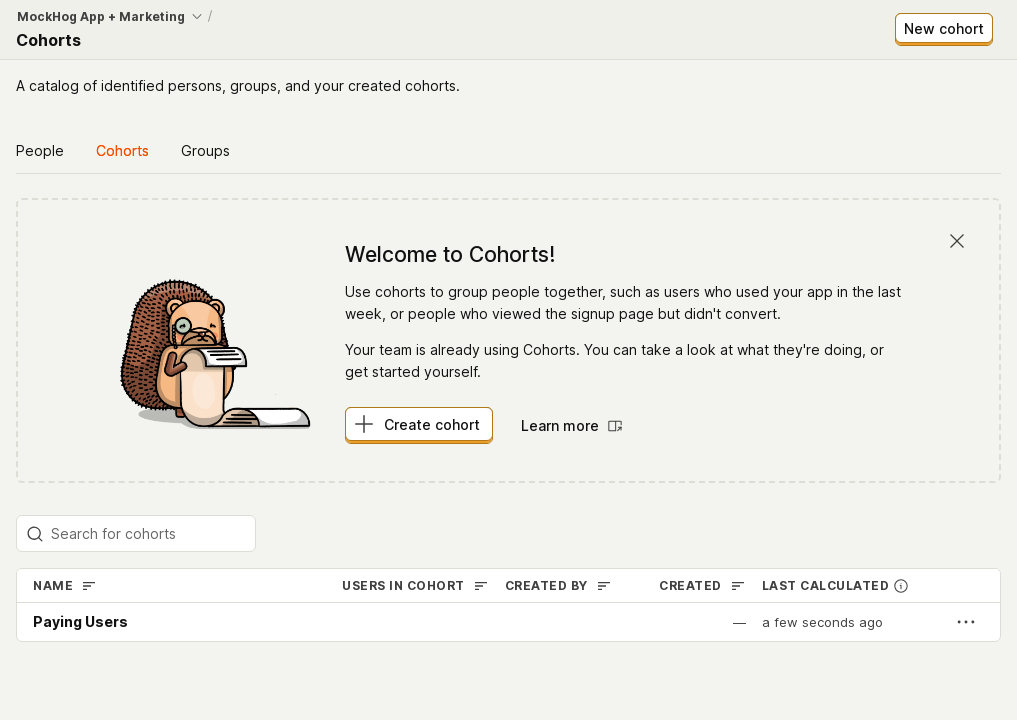 MockHog App + Marketing /
Cohorts
New cohort
A catalog of identified persons, groups, and your created cohorts.
People Cohorts Groups
Welcome to Cohorts!
Use cohorts to group people together, such as users who used your app in the last
week, or people who viewed the signup page but didn't convert.
Your team is already using Cohorts. You can take a look at what they're doing, or
get started yourself.
Create cohort Learn more
Search for cohorts
NAME USERS IN COHORT CREATED BY CREATED LAST CALCULATED
Paying Users — a few seconds ago